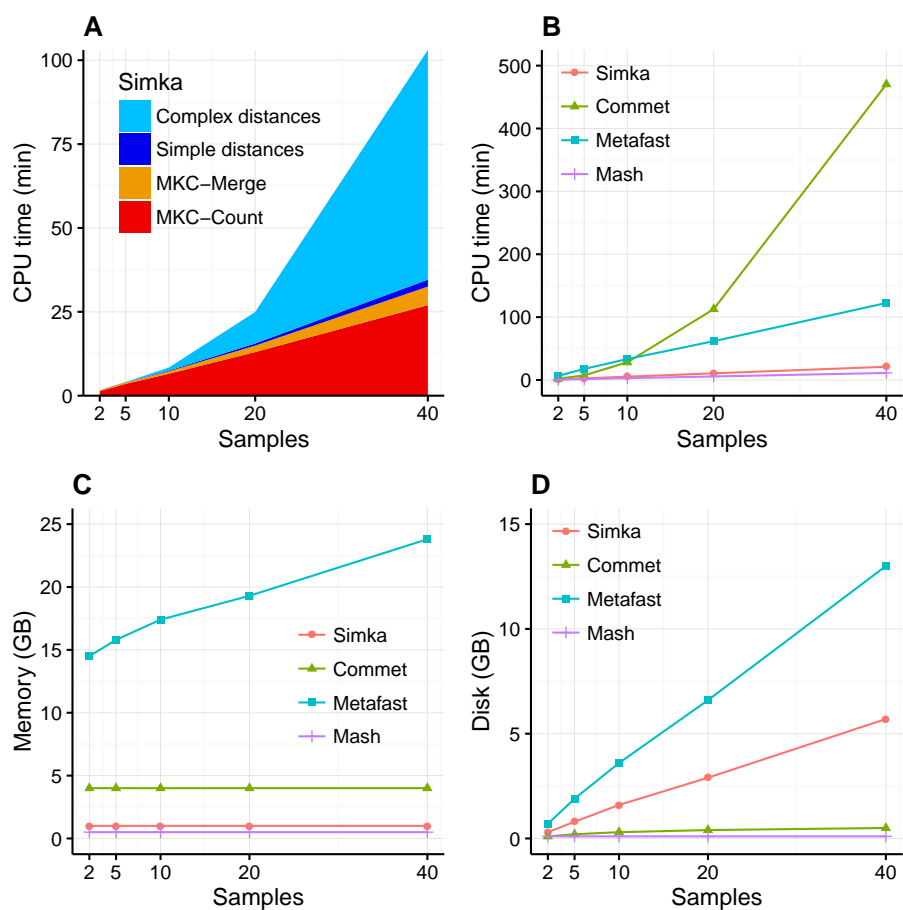 A
CPU time (min)
100
75
50
25
0
Simka
Complex distances
Simple distances
MKC−Merge
MKC−Count
2 5 10 20 40
Samples
B
CPU time (min)
500
400
300
200
100
0
Simka
Commet
Metafast
Mash
2 5 10 20 40
Samples
C
Memory (GB)
25
20
15
10
5
0
Simka
Commet
Metafast
Mash
2 5 10 20 40
Samples
D
Disk (GB)
15
10
5
0
Simka
Commet
Metafast
Mash
2 5 10 20 40
Samples